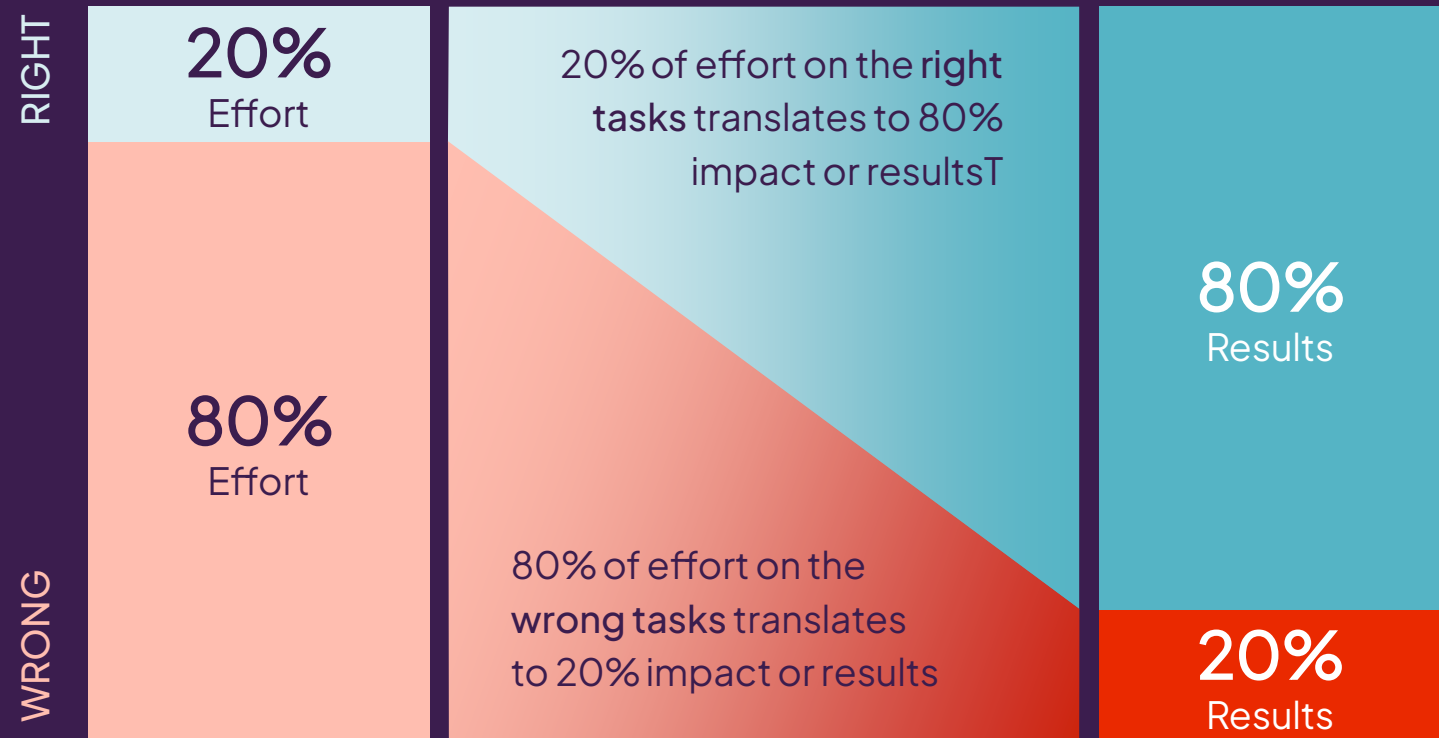 RIGHT
20%
Effort
20% of effort on the right
tasks translates to 80%
impact or resultsT
80%
Results
80%
Effort
WRONG
80% of effort on the
wrong tasks translates
to 20% impact or results
20%
Results